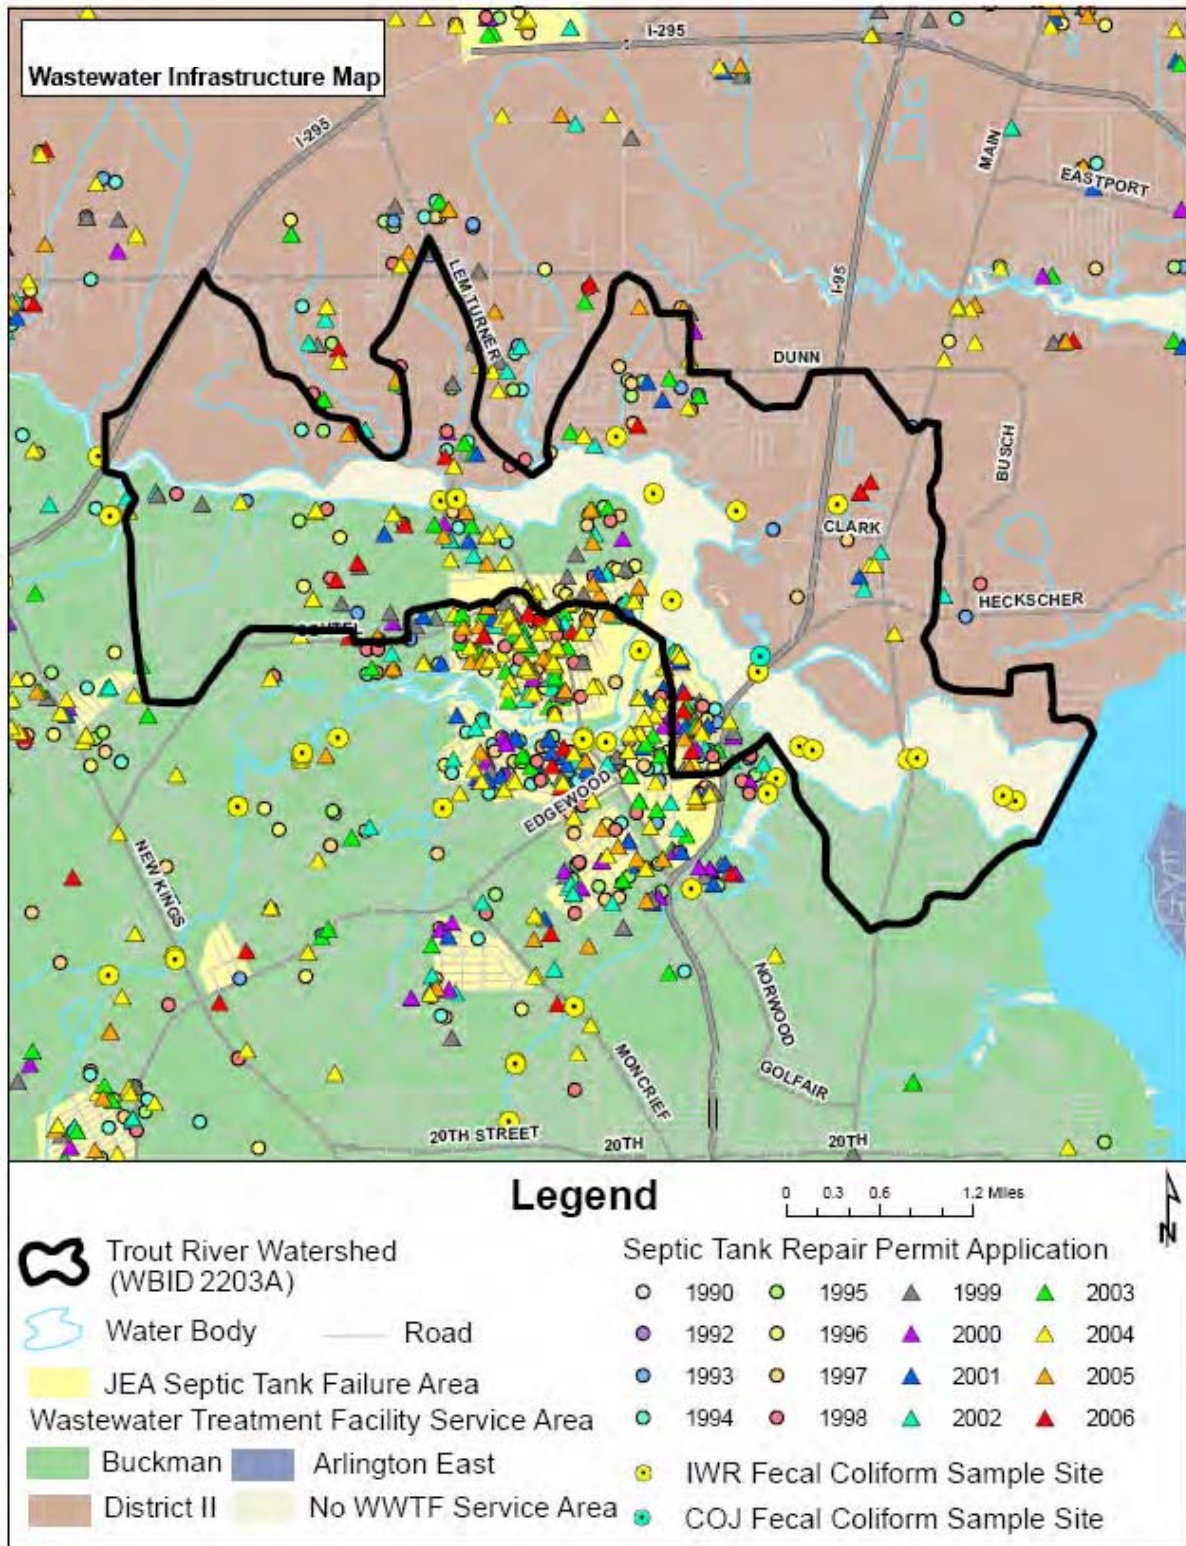 Wastewater Infrastructure Map
I-295
I-295
MAIN
EASTPORT
LEM TURNER
I-95
DUNN
BUSCH
CLARK
HECKSCHER
EDGEWOOD
NEW KINGS
NORWOOD
MONCRIEF
GOLFAIR
20TH STREET
20TH
20TH
Legend
0 0.3 0.6 1.2 Miles
N
Trout River Watershed
(WBID 2203A)
Water Body
Road
JEA Septic Tank Failure Area
Wastewater Treatment Facility Service Area
Buckman
Arlington East
District II
No WWTF Service Area
Septic Tank Repair Permit Application
1990 1995 1999 2003
1992 1996 2000 2004
1993 1997 2001 2005
1994 1998 2002 2006
IWR Fecal Coliform Sample Site
COJ Fecal Coliform Sample Site